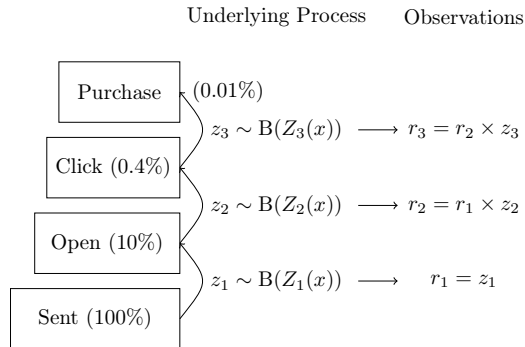 Underlying Process Observations
Purchase (0.01%)
z₃ ∼ B(Z₃(x)) ⟶ r₃ = r₂ × z₃
Click (0.4%)
z₂ ∼ B(Z₂(x)) ⟶ r₂ = r₁ × z₂
Open (10%)
z₁ ∼ B(Z₁(x)) ⟶ r₁ = z₁
Sent (100%)